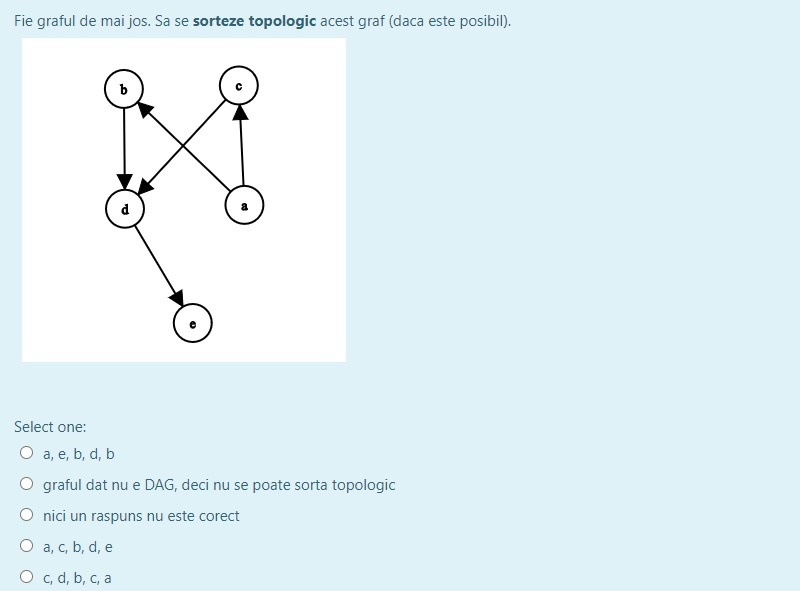 Fie graful de mai jos. Sa se sorteze topologic acest graf (daca este posibil).
b
c
d
a
e
Select one:
a, e, b, d, b
graful dat nu e DAG, deci nu se poate sorta topologic
nici un raspuns nu este corect
a, c, b, d, e
c, d, b, c, a